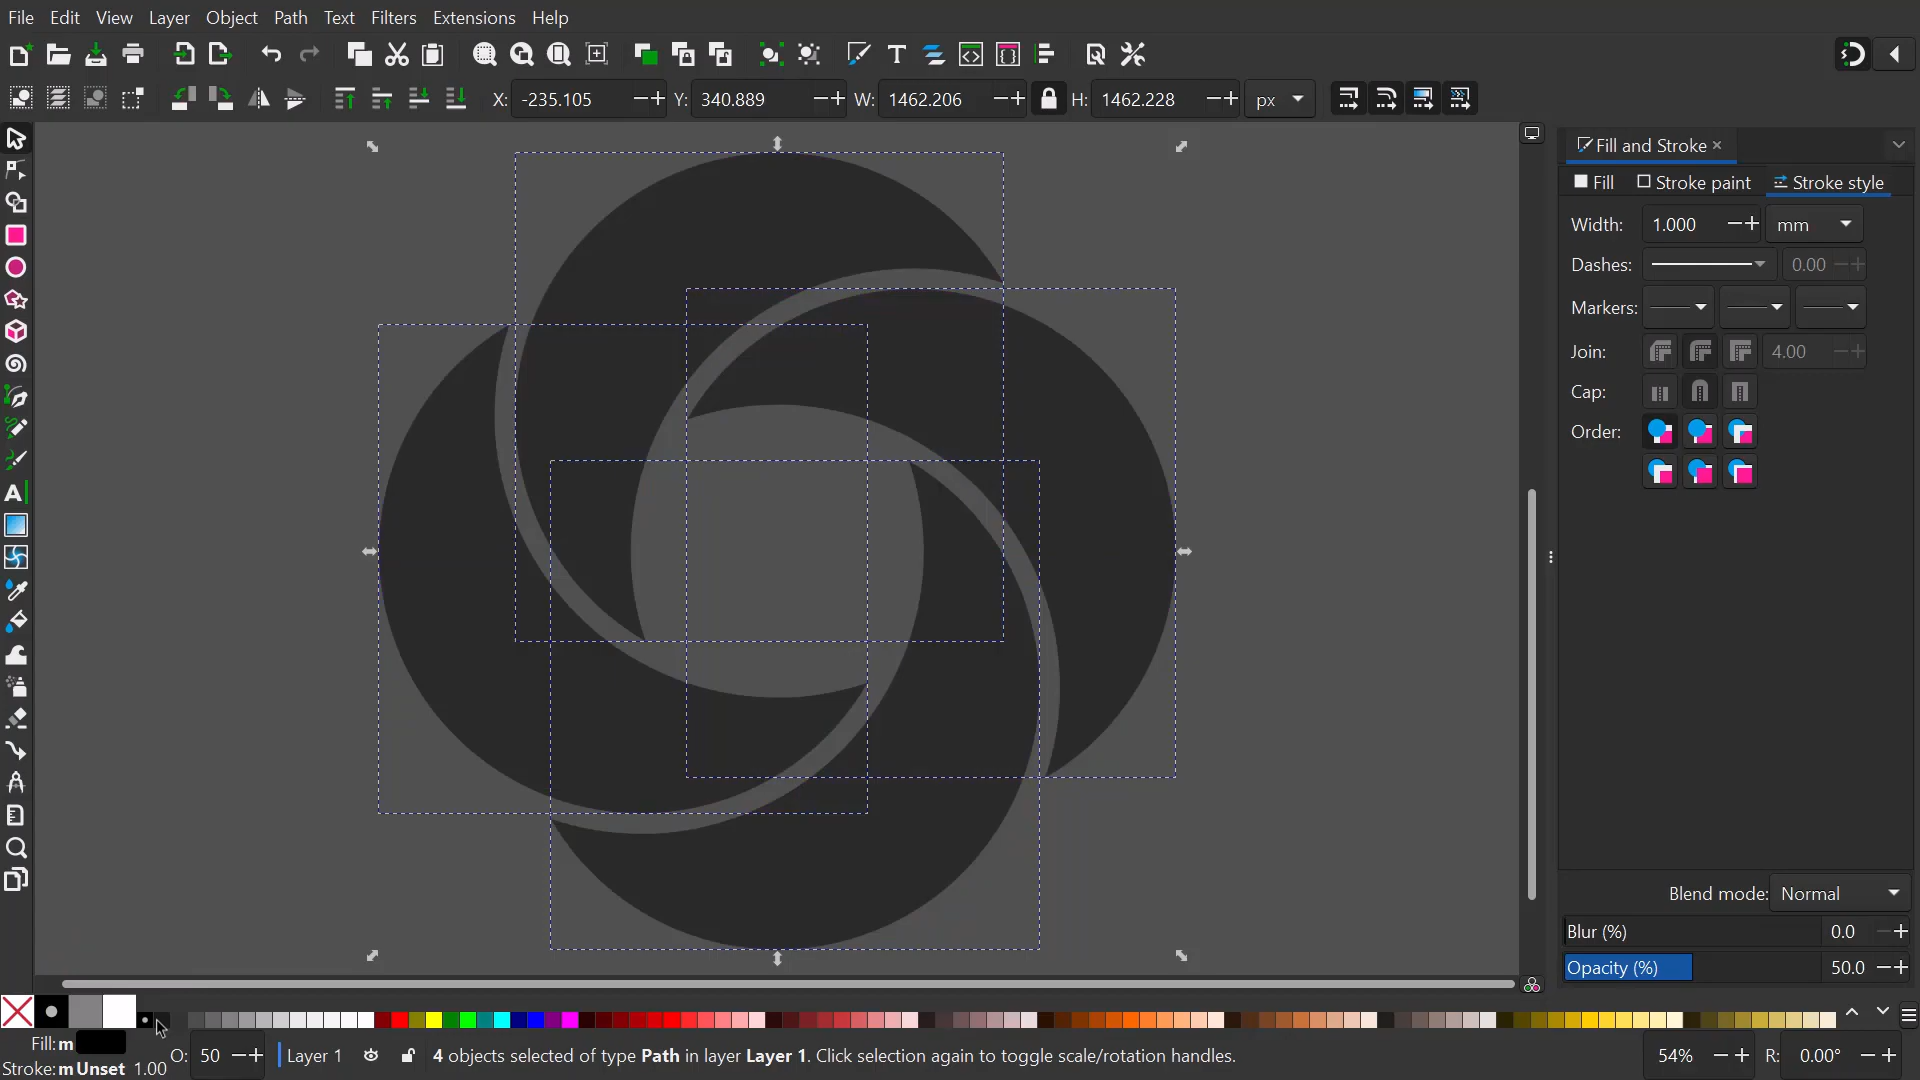 File Edit View Layer Object Path Text Filters Extensions Help
X: -235.105 Y: 340.889 W: 1462.206 H: 1462.228 px
Fill and Stroke
Fill Stroke paint Stroke style
Width: 1.000 mm
Dashes: 0.00
Markers:
Join: 4.00
Cap:
Order:
Blend mode: Normal
Blur (%) 0.0
Opacity (%) 50.0
Fill: m
Stroke: m Unset 1.00
O: 50 Layer 1 4 objects selected of type Path in layer Layer 1. Click selection again to toggle scale/rotation handles. 54% R: 0.00°